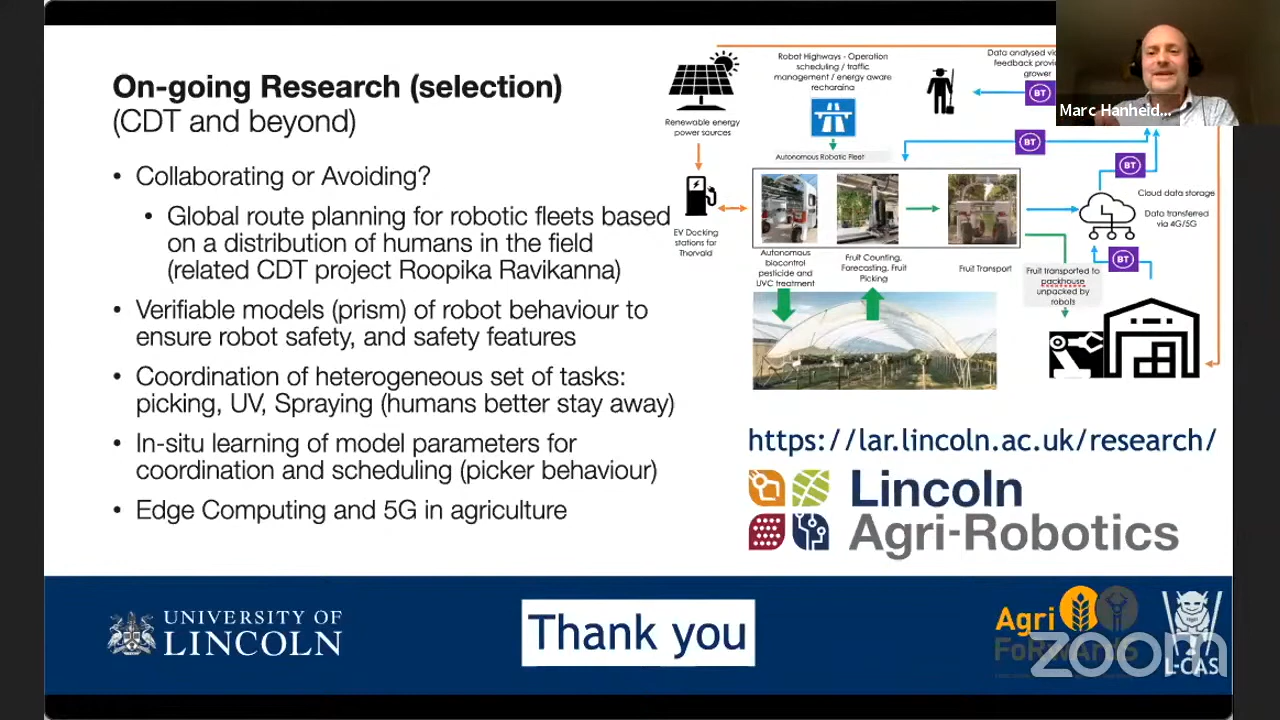 On-going Research (selection)
(CDT and beyond)
• Collaborating or Avoiding?
• Global route planning for robotic fleets based
on a distribution of humans in the field
(related CDT project Roopika Ravikanna)
• Verifiable models (prism) of robot behaviour to
ensure robot safety, and safety features
• Coordination of heterogeneous set of tasks:
picking, UV, Spraying (humans better stay away)
• In-situ learning of model parameters for
coordination and scheduling (picker behaviour)
• Edge Computing and 5G in agriculture
Renewable energy
power sources
Robot Highways - Operation
scheduling / traffic
management / energy aware
recharging
Data analysed via
feedback provi
grower
BT
Marc Hanheid...
Autonomous Robotic Fleet
BT
BT
Cloud data storage
Data transferred
via 4G/5G
EV Docking
stations for
Thorvald
Autonomous
biocontrol
pesticide and
UVC treatment
Fruit Counting,
Forecasting, Fruit
Picking
Fruit Transport
BT
Fruit transported to
packhouse
unpacked by
robots
https://lar.lincoln.ac.uk/research/
Lincoln
Agri-Robotics
UNIVERSITY OF
LINCOLN
Thank you
Agri
FoRwArdS
zoom
L-CAS